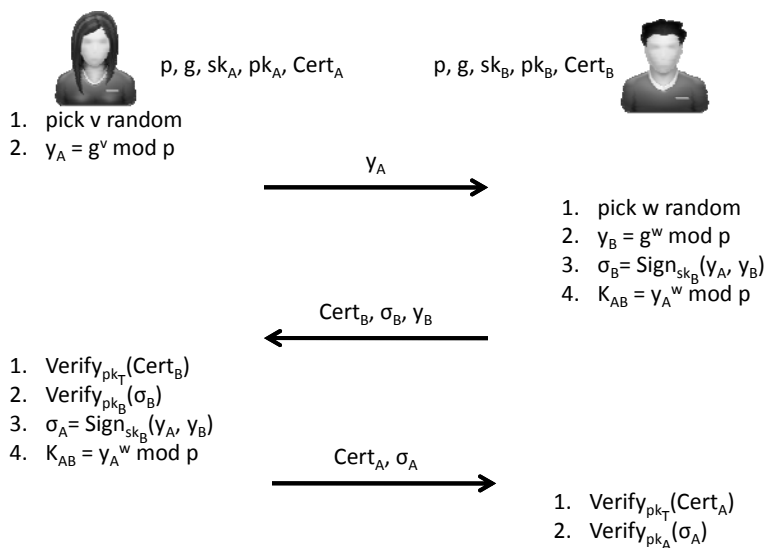 p, g, sk_A, pk_A, Cert_A
p, g, sk_B, pk_B, Cert_B
1. pick v random
2. y_A = g^v mod p
y_A
1. pick w random
2. y_B = g^w mod p
3. σ_B= Sign_sk_B(y_A, y_B)
4. K_AB = y_A^w mod p
Cert_B, σ_B, y_B
1. Verify_pk_T(Cert_B)
2. Verify_pk_B(σ_B)
3. σ_A= Sign_sk_B(y_A, y_B)
4. K_AB = y_A^w mod p
Cert_A, σ_A
1. Verify_pk_T(Cert_A)
2. Verify_pk_A(σ_A)